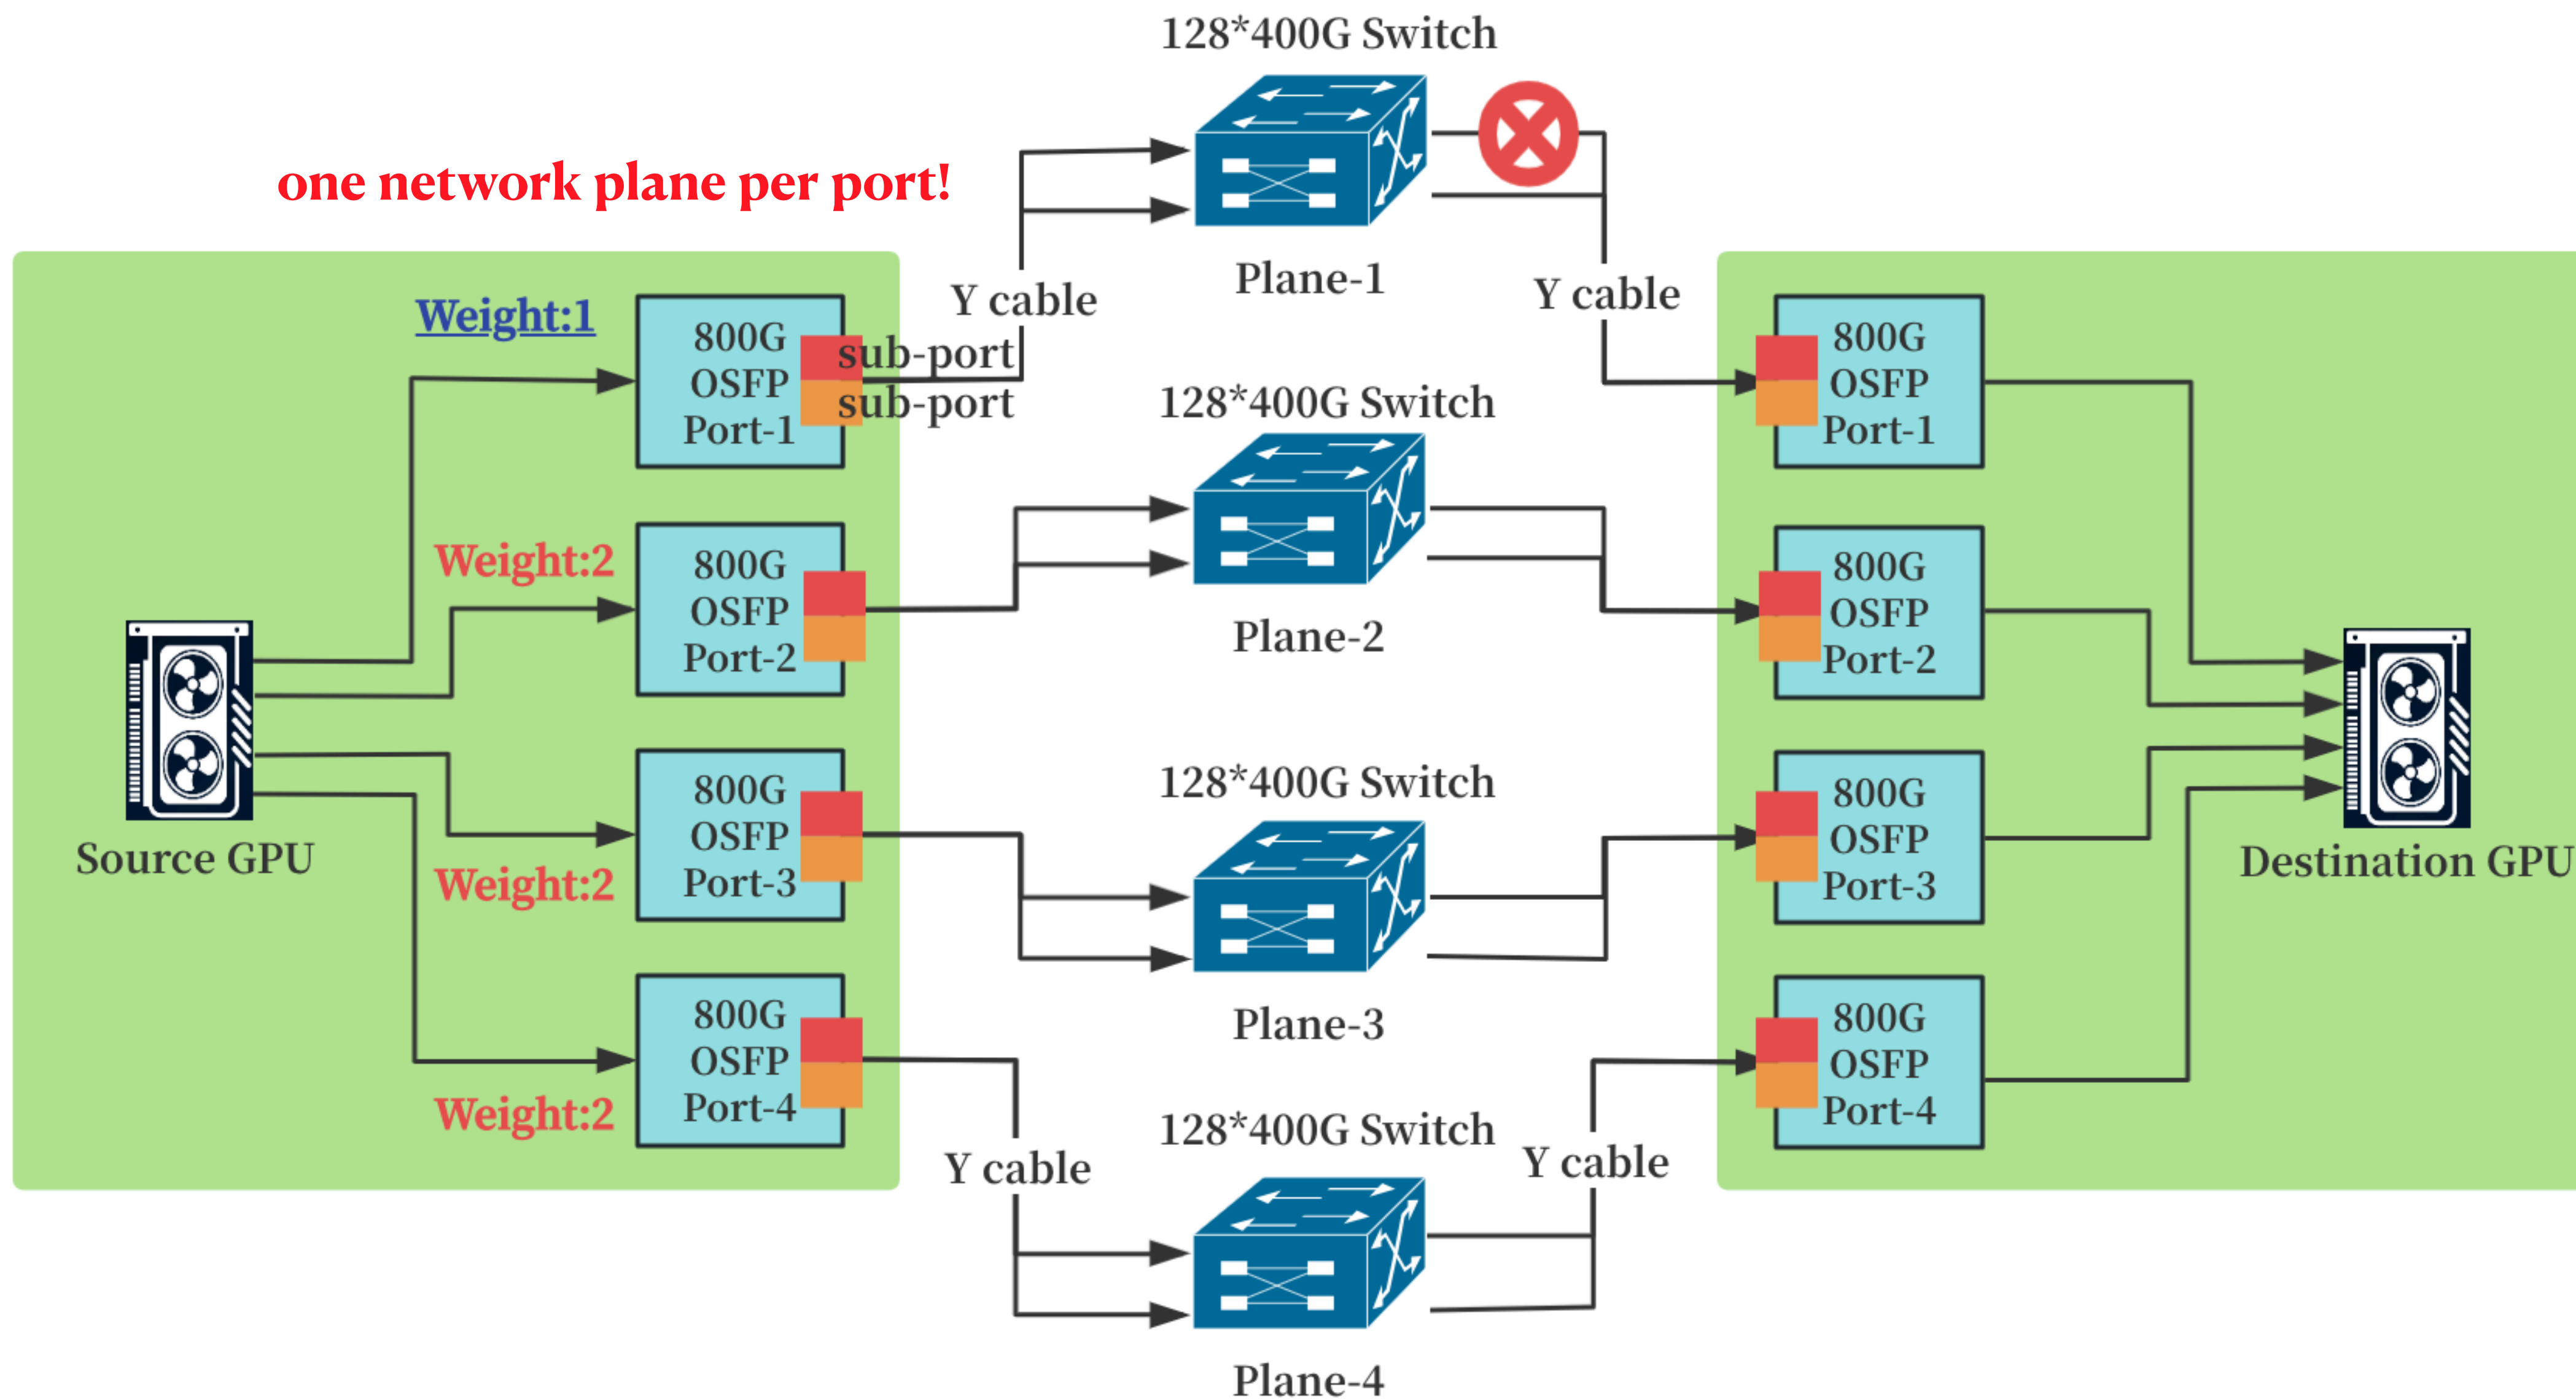 128*400G Switch
one network plane per port!
Plane-1
Y cable
Y cable
Weight:1
800G
OSFP
Port-1
sub-port
sub-port
800G
OSFP
Port-1
128*400G Switch
Weight:2
800G
OSFP
Port-2
Plane-2
800G
OSFP
Port-2
Source GPU
Weight:2
800G
OSFP
Port-3
128*400G Switch
Plane-3
800G
OSFP
Port-3
Destination GPU
Weight:2
800G
OSFP
Port-4
Y cable
128*400G Switch
Y cable
Plane-4
800G
OSFP
Port-4